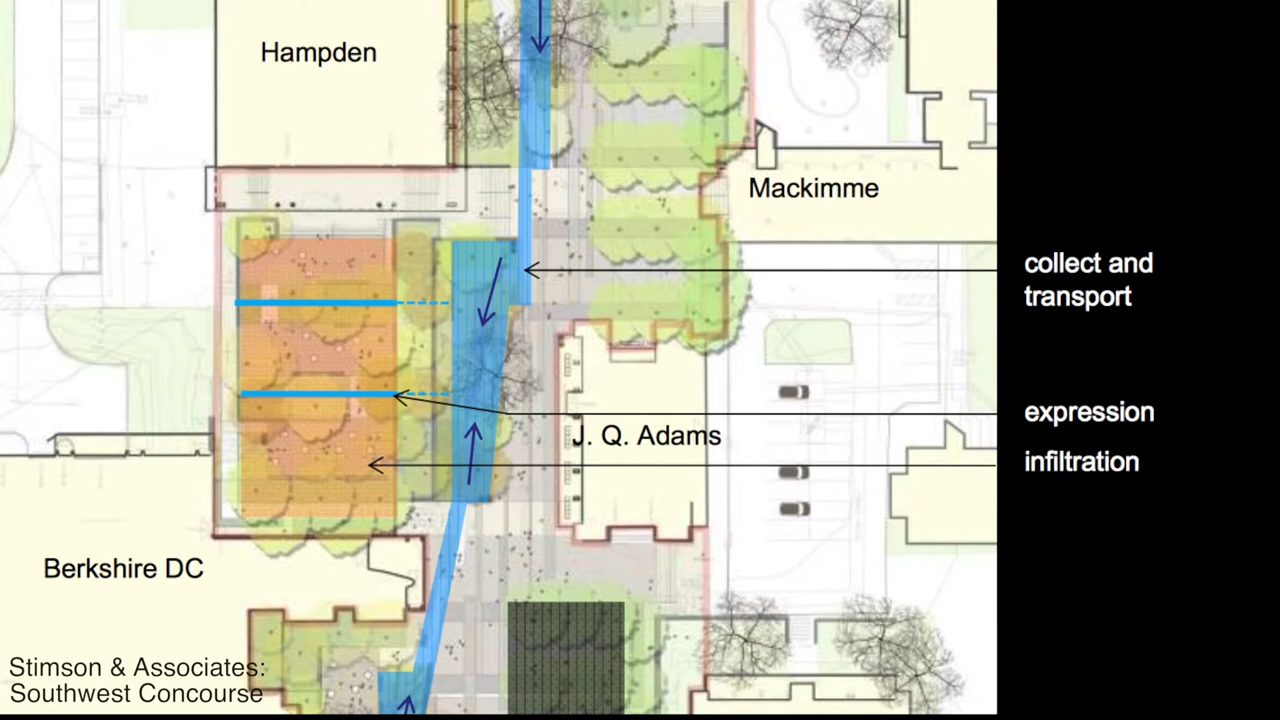 Hampden
Mackimme
collect and
transport
expression
J. Q. Adams
infiltration
Berkshire DC
Stimson & Associates:
Southwest Concourse